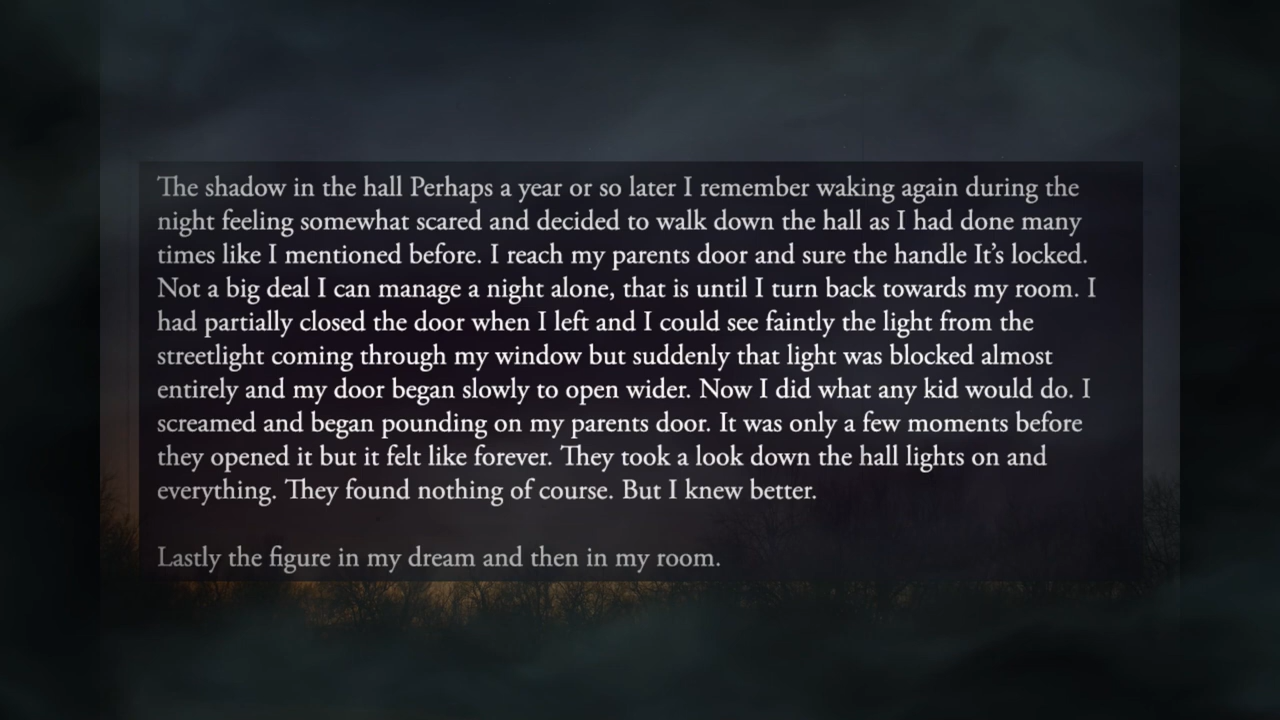 The shadow in the hall Perhaps a year or so later I remember waking again during the
night feeling somewhat scared and decided to walk down the hall as I had done many
times like I mentioned before. I reach my parents door and sure the handle It’s locked.
Not a big deal I can manage a night alone, that is until I turn back towards my room. I
had partially closed the door when I left and I could see faintly the light from the
streetlight coming through my window but suddenly that light was blocked almost
entirely and my door began slowly to open wider. Now I did what any kid would do. I
screamed and began pounding on my parents door. It was only a few moments before
they opened it but it felt like forever. They took a look down the hall lights on and
everything. They found nothing of course. But I knew better.
Lastly the figure in my dream and then in my room.